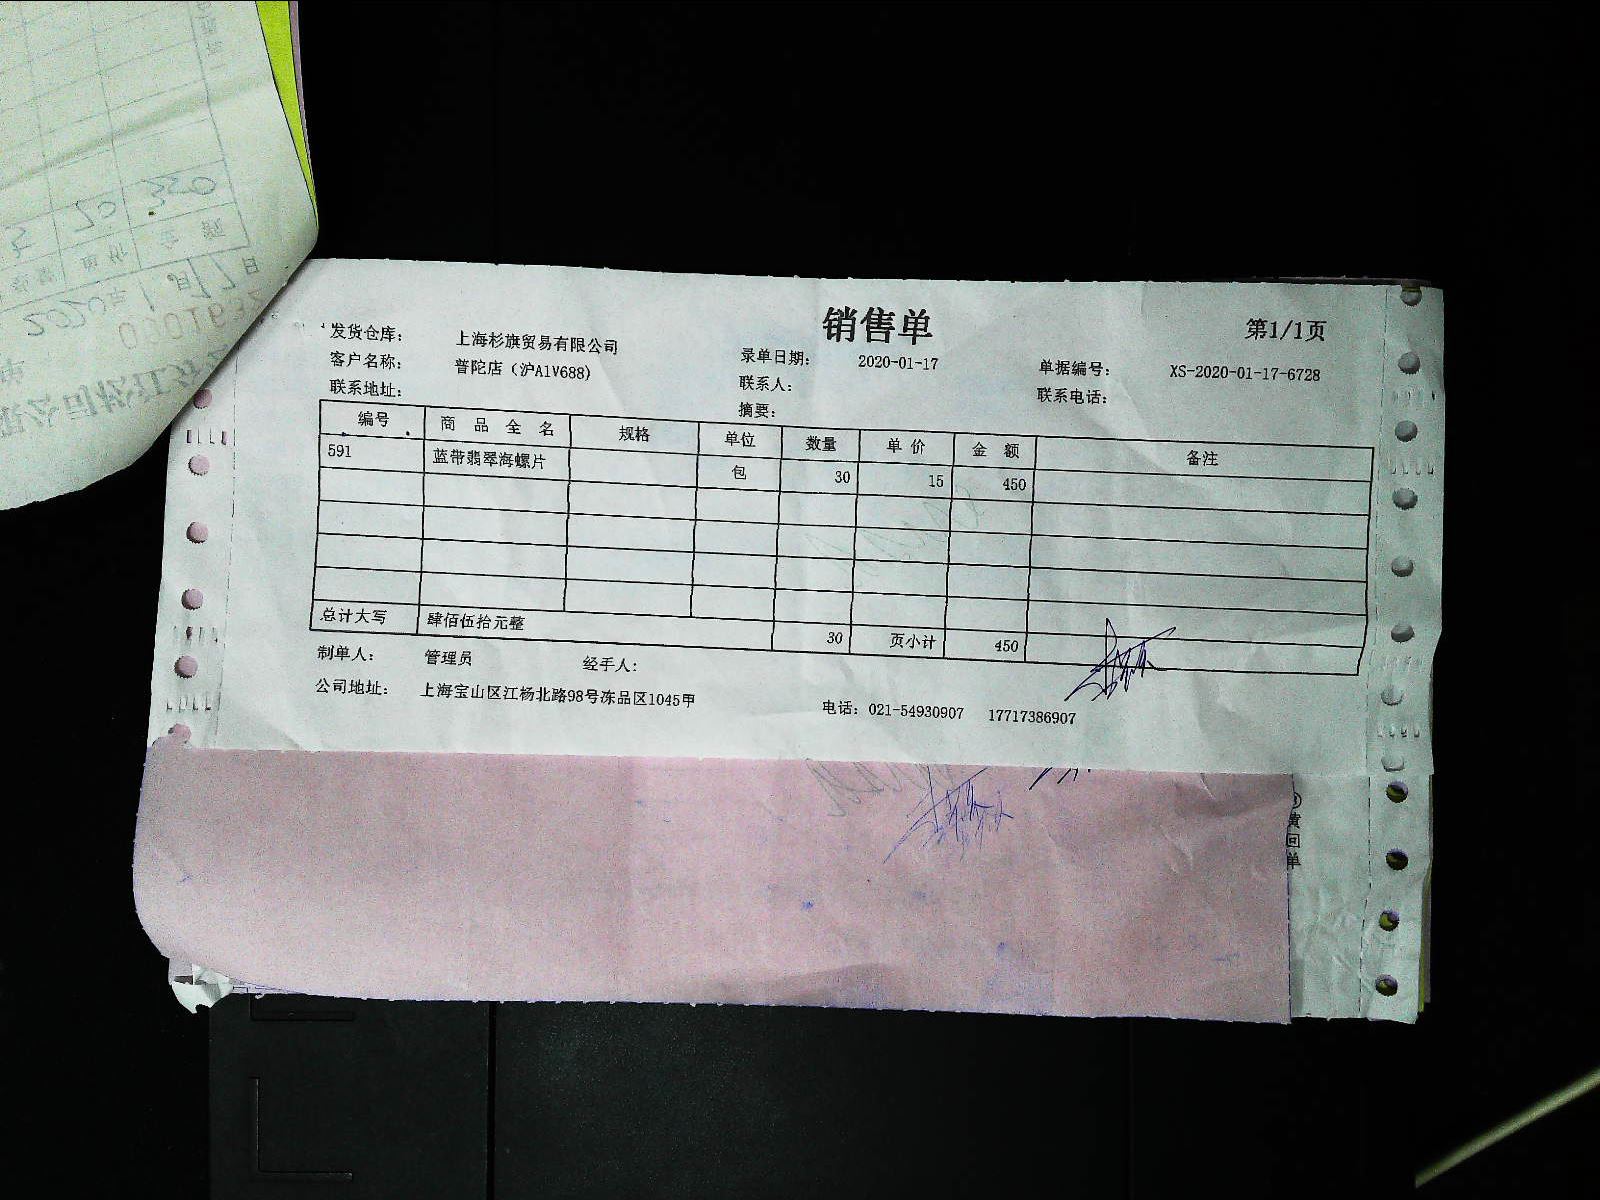 销售单
第1/1页
发货仓库： 上海杉旗贸易有限公司
录单日期： 2020-01-17
单据编号： XS-2020-01-17-6728
客户名称： 普陀店（沪A1V688）
联系人：
联系电话：
联系地址：
摘要：
编号 商品全名 规格 单位 数量 单价 金额 备注
591 蓝带翡翠海螺片 包 30 15 450
总计大写 肆佰伍拾元整 30 页小计 450
制单人： 管理员 经手人：
公司地址： 上海宝山区江杨北路98号冻品区1045甲
电话：021-54930907 17717386907
黄
回
单